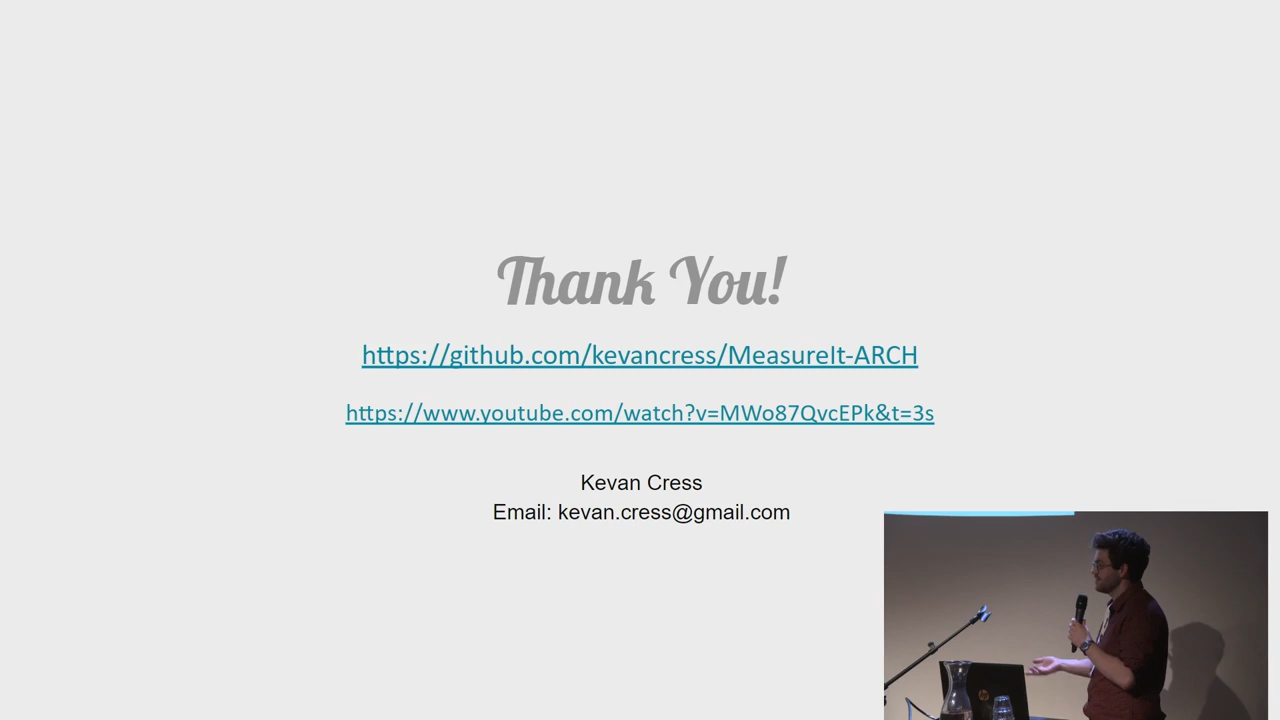 Thank You!
https://github.com/kevancress/MeasureIt-ARCH
https://www.youtube.com/watch?v=MWo87QvcEPk&t=3s
Kevan Cress
Email: kevan.cress@gmail.com
hp